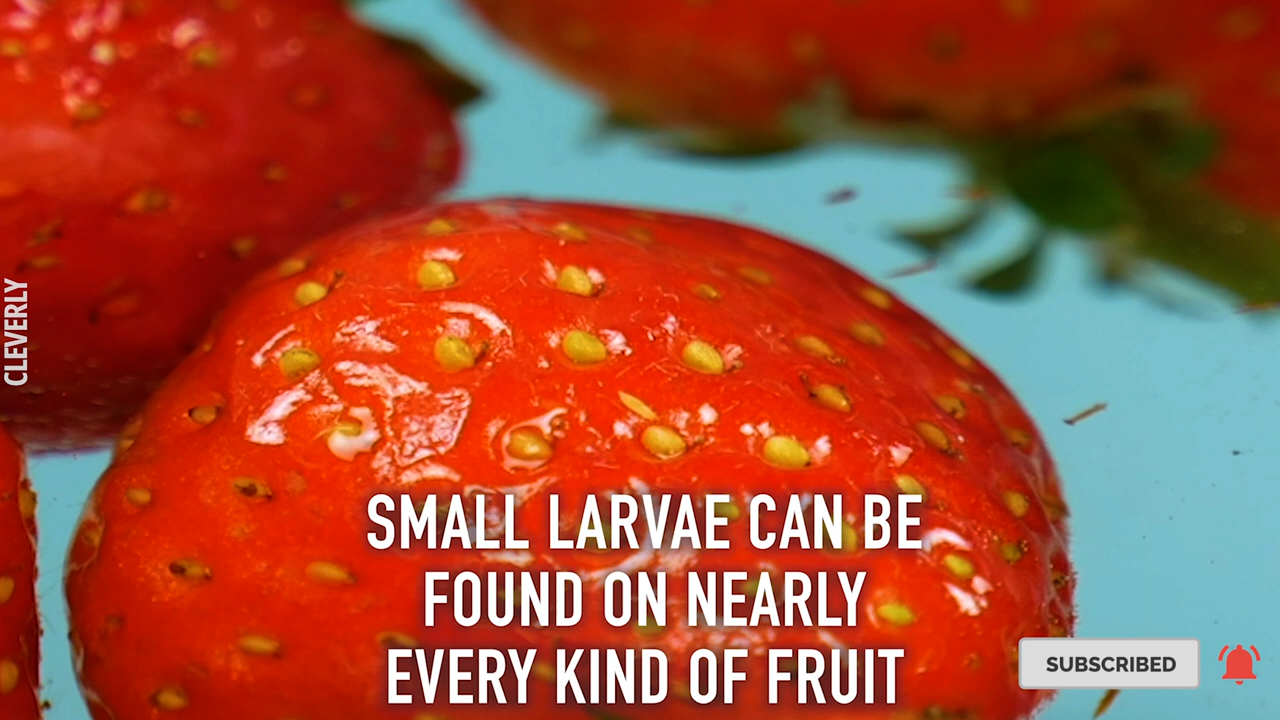 CLEVERLY
SMALL LARVAE CAN BE
FOUND ON NEARLY
EVERY KIND OF FRUIT
SUBSCRIBED